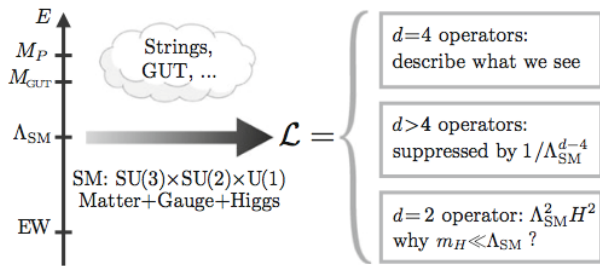 E
M_P
M_GUT
Λ_SM
EW
Strings,
GUT, ...
SM: SU(3)×SU(2)×U(1)
Matter+Gauge+Higgs
ℒ =
d=4 operators:
describe what we see
d>4 operators:
suppressed by 1/Λ_SM^{d−4}
d=2 operator: Λ_SM^2 H^2
why m_H≪Λ_SM ?